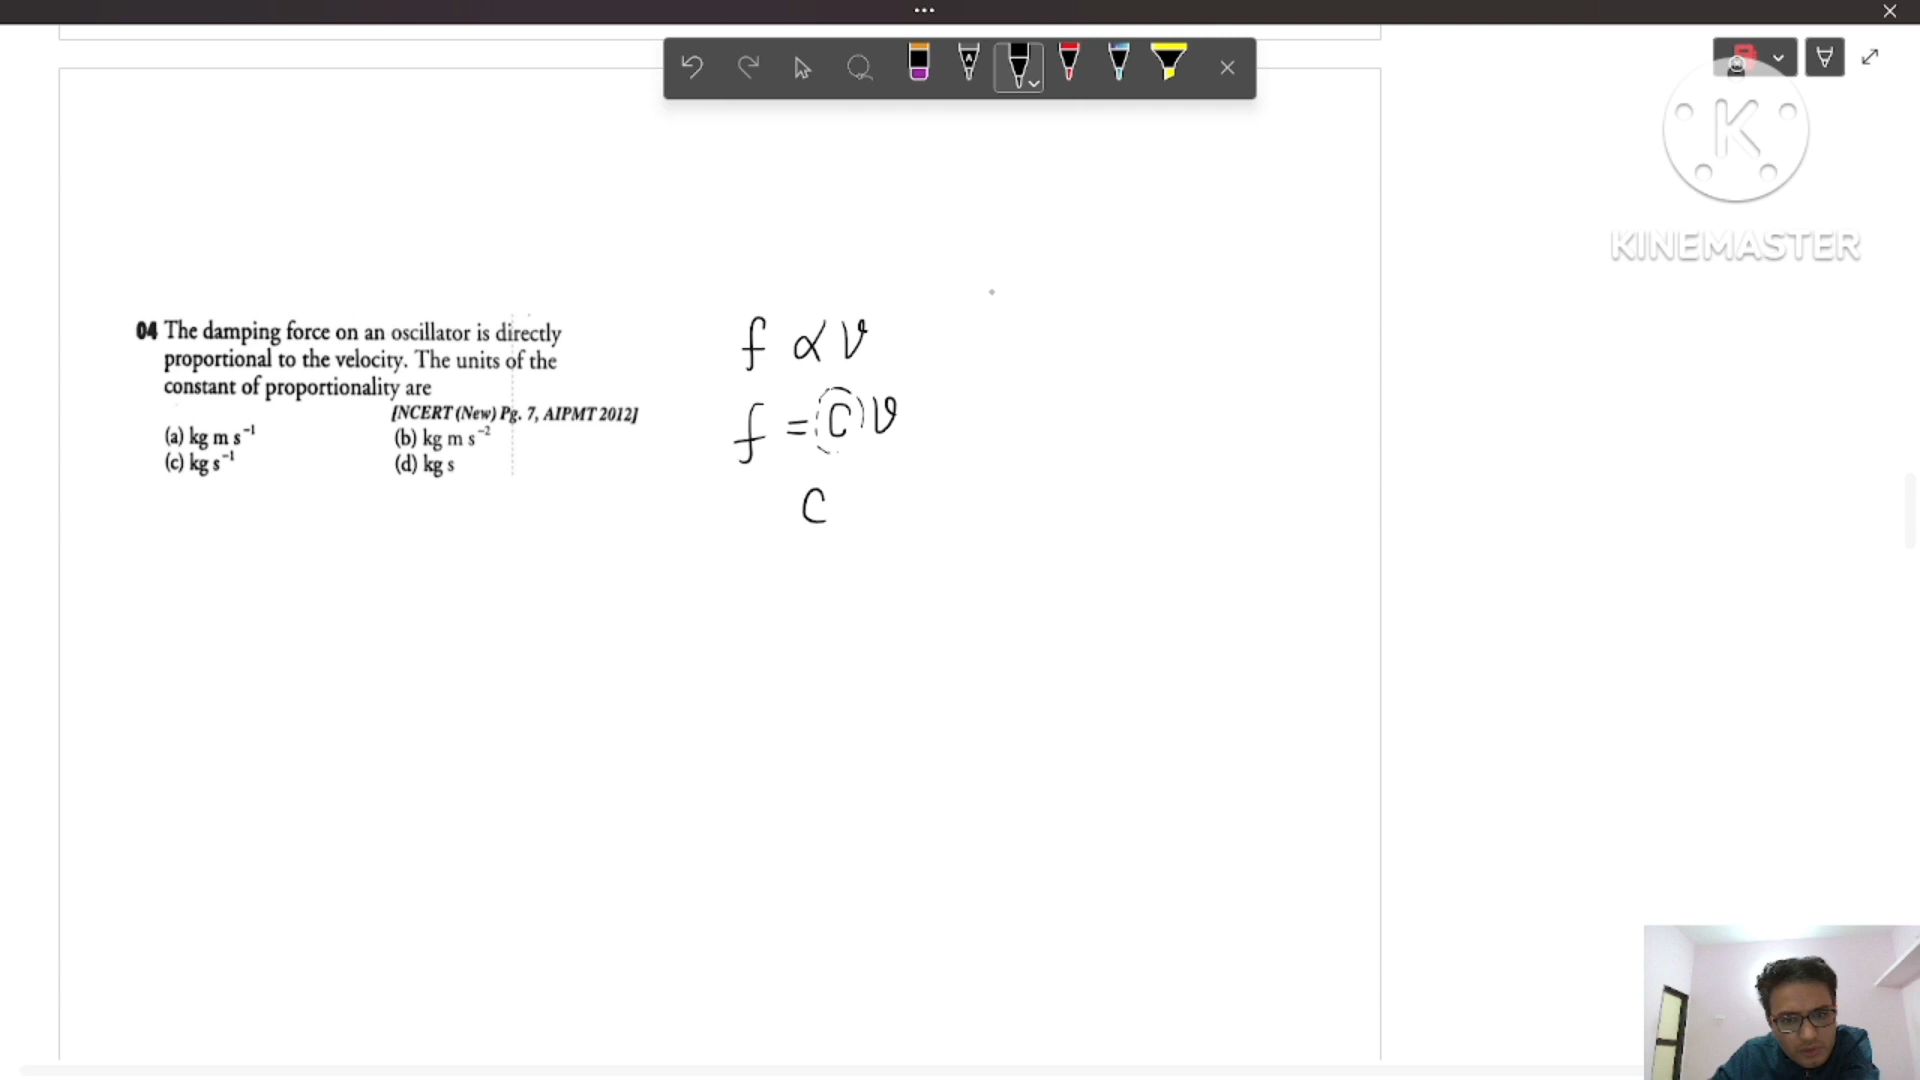 KINEMASTER
04 The damping force on an oscillator is directly
proportional to the velocity. The units of the
constant of proportionality are
[NCERT (New) Pg. 7, AIPMT 2012]
(a) kg m s⁻¹ (b) kg m s⁻²
(c) kg s⁻¹ (d) kg s
f ∝ v
f = C v
C